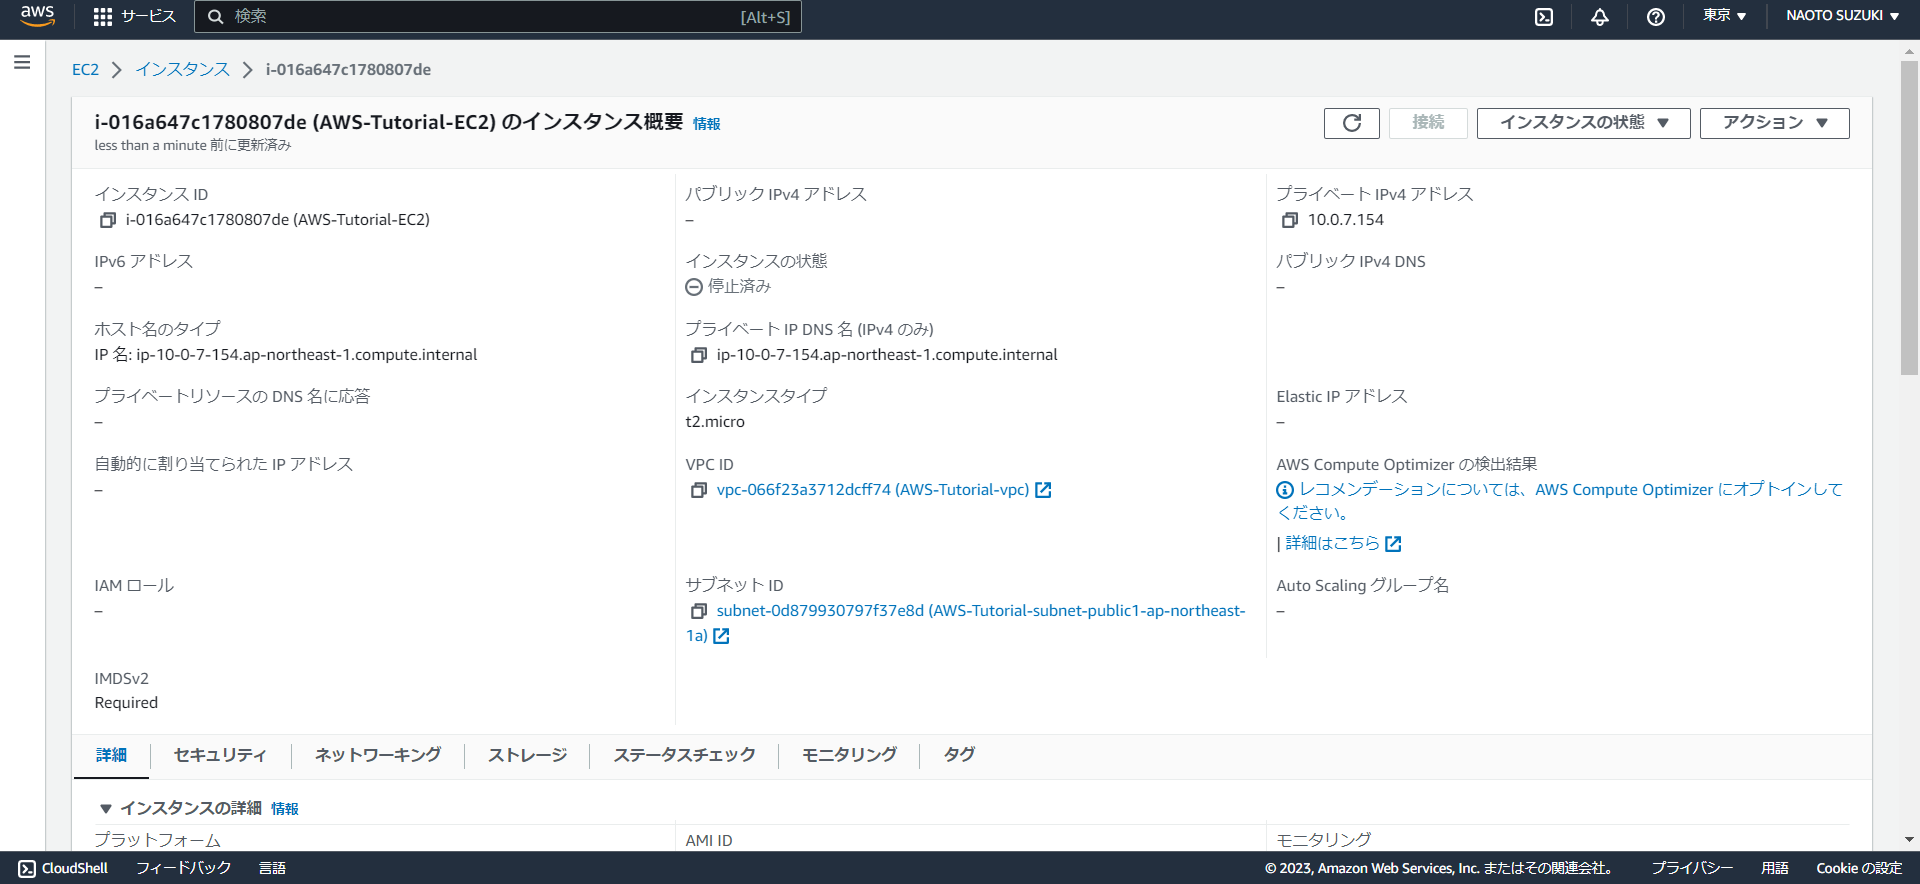 aws
サービス
検索
[Alt+S]
東京 ▼
NAOTO SUZUKI ▼
EC2 > インスタンス > i-016a647c1780807de
i-016a647c1780807de (AWS-Tutorial-EC2) のインスタンス概要 情報
less than a minute 前に更新済み
接続
インスタンスの状態 ▼
アクション ▼
インスタンス ID
i-016a647c1780807de (AWS-Tutorial-EC2)
パブリック IPv4 アドレス
–
プライベート IPv4 アドレス
10.0.7.154
IPv6 アドレス
–
インスタンスの状態
停止済み
パブリック IPv4 DNS
–
ホスト名のタイプ
IP 名: ip-10-0-7-154.ap-northeast-1.compute.internal
プライベート IP DNS 名 (IPv4 のみ)
ip-10-0-7-154.ap-northeast-1.compute.internal
プライベートリソースの DNS 名に応答
–
インスタンスタイプ
t2.micro
Elastic IP アドレス
–
自動的に割り当てられた IP アドレス
–
VPC ID
vpc-066f23a3712dcff74 (AWS-Tutorial-vpc)
AWS Compute Optimizer の検出結果
レコメンデーションについては、AWS Compute Optimizer にオプトインして
ください。
| 詳細はこちら
IAM ロール
–
サブネット ID
subnet-0d879930797f37e8d (AWS-Tutorial-subnet-public1-ap-northeast-
1a)
Auto Scaling グループ名
–
IMDSv2
Required
詳細
セキュリティ
ネットワーキング
ストレージ
ステータスチェック
モニタリング
タグ
▼ インスタンスの詳細 情報
プラットフォーム
AMI ID
モニタリング
CloudShell
フィードバック
言語
© 2023, Amazon Web Services, Inc. またはその関連会社。
プライバシー
用語
Cookie の設定